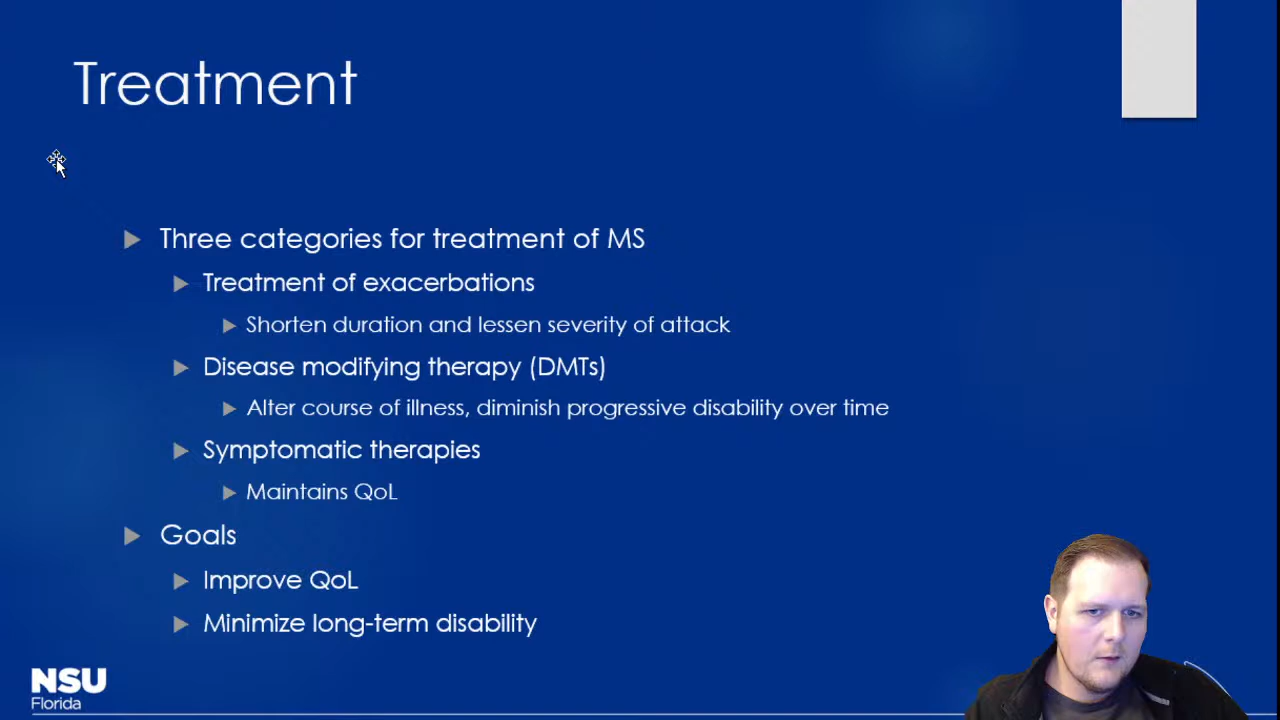 Treatment
Three categories for treatment of MS
Treatment of exacerbations
Shorten duration and lessen severity of attack
Disease modifying therapy (DMTs)
Alter course of illness, diminish progressive disability over time
Symptomatic therapies
Maintains QoL
Goals
Improve QoL
Minimize long-term disability
NSU
Florida